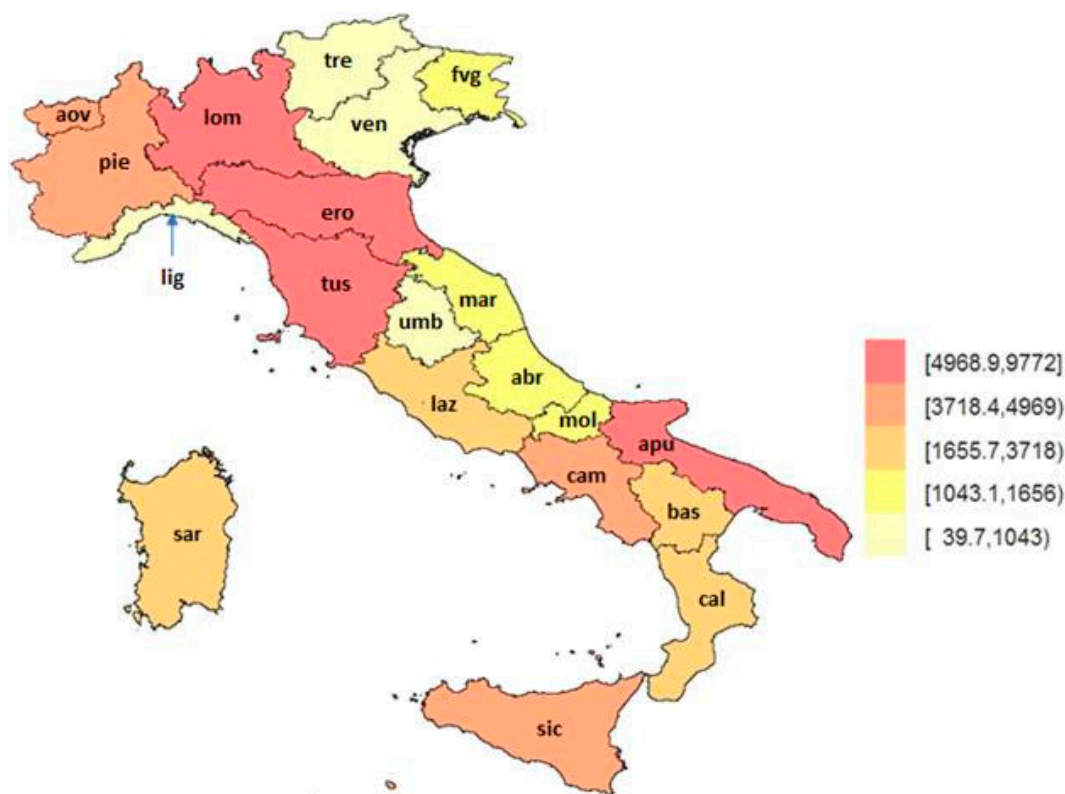 tre
fvg
aov
lom
ven
pie
ero
lig
tus
mar
umb
abr
laz
mol
apu
cam
bas
sar
cal
sic
[4968.9,9772]
[3718.4,4969)
[1655.7,3718)
[1043.1,1656)
[ 39.7,1043)